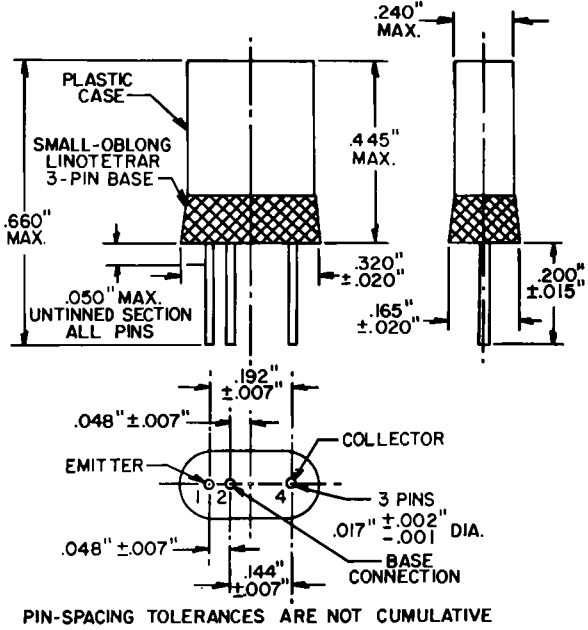 .240"
MAX.
PLASTIC
CASE
SMALL-OBLONG
LINOTETRAR
3-PIN BASE
.445"
MAX.
.660"
MAX.
.320"
±.020"
.050" MAX.
UNTINNED SECTION
ALL PINS
.200"
±.015"
.165"
±.020"
.192"
±.007"
.048" ±.007"
COLLECTOR
EMITTER
1
2
4
3 PINS
.017" ±.002"
-.001 DIA.
.048" ±.007"
BASE
CONNECTION
.144"
±.007"
PIN-SPACING TOLERANCES ARE NOT CUMULATIVE